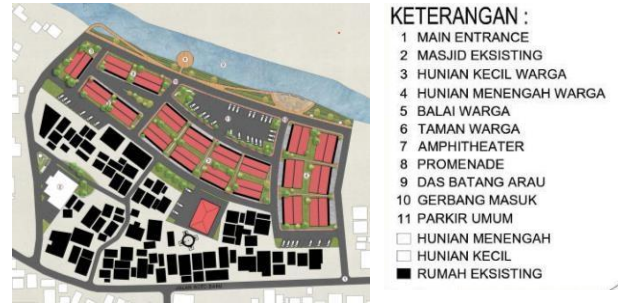 KETERANGAN :
1 MAIN ENTRANCE
2 MASJID EKSISTING
3 HUNIAN KECIL WARGA
4 HUNIAN MENENGAH WARGA
5 BALAI WARGA
6 TAMAN WARGA
7 AMPHITHEATER
8 PROMENADE
9 DAS BATANG ARAU
10 GERBANG MASUK
11 PARKIR UMUM
HUNIAN MENENGAH
HUNIAN KECIL
RUMAH EKSISTING